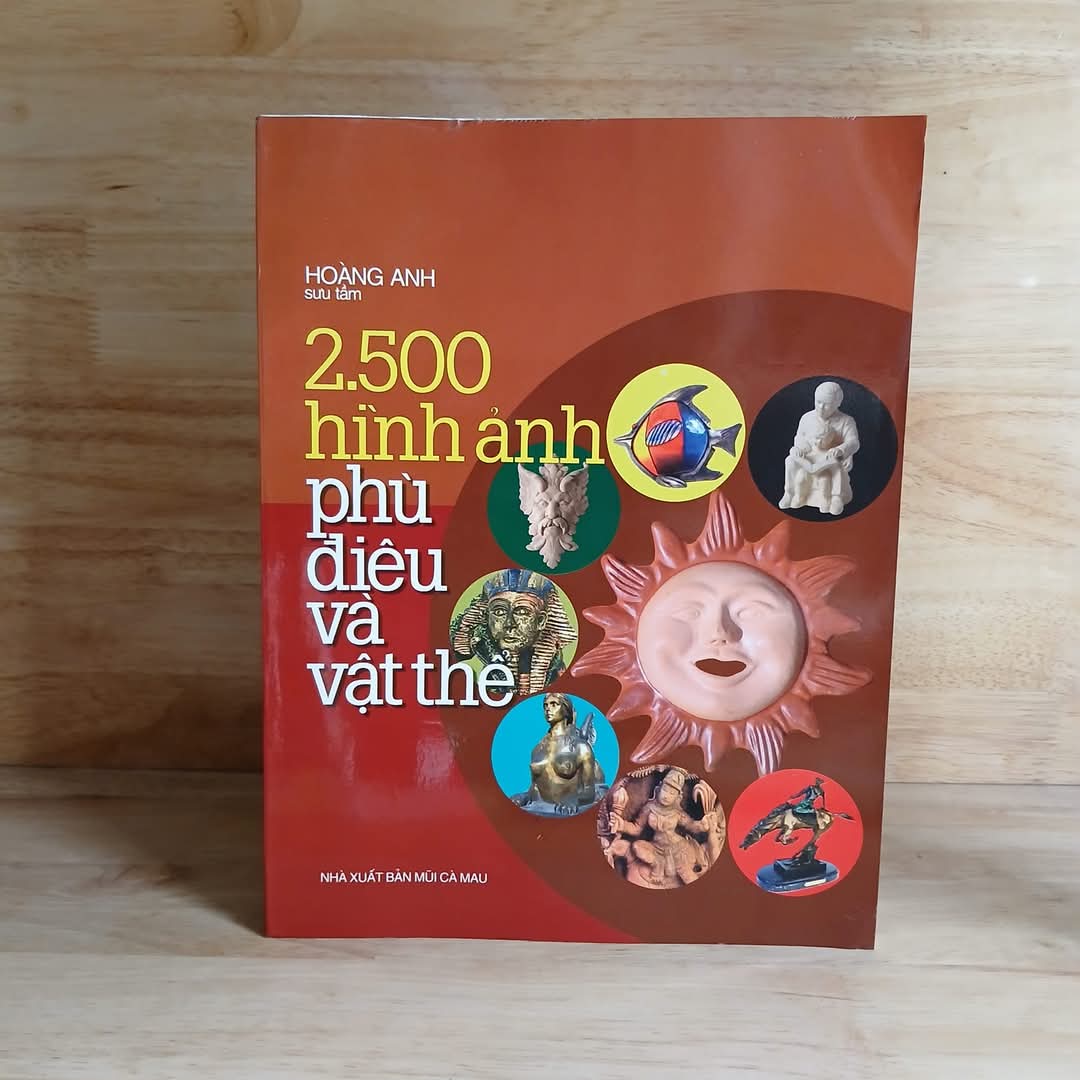 HOÀNG ANH
sưu tầm
2.500
hình ảnh
phù
điêu
và
vật thể
NHÀ XUẤT BẢN MŨI CÀ MAU